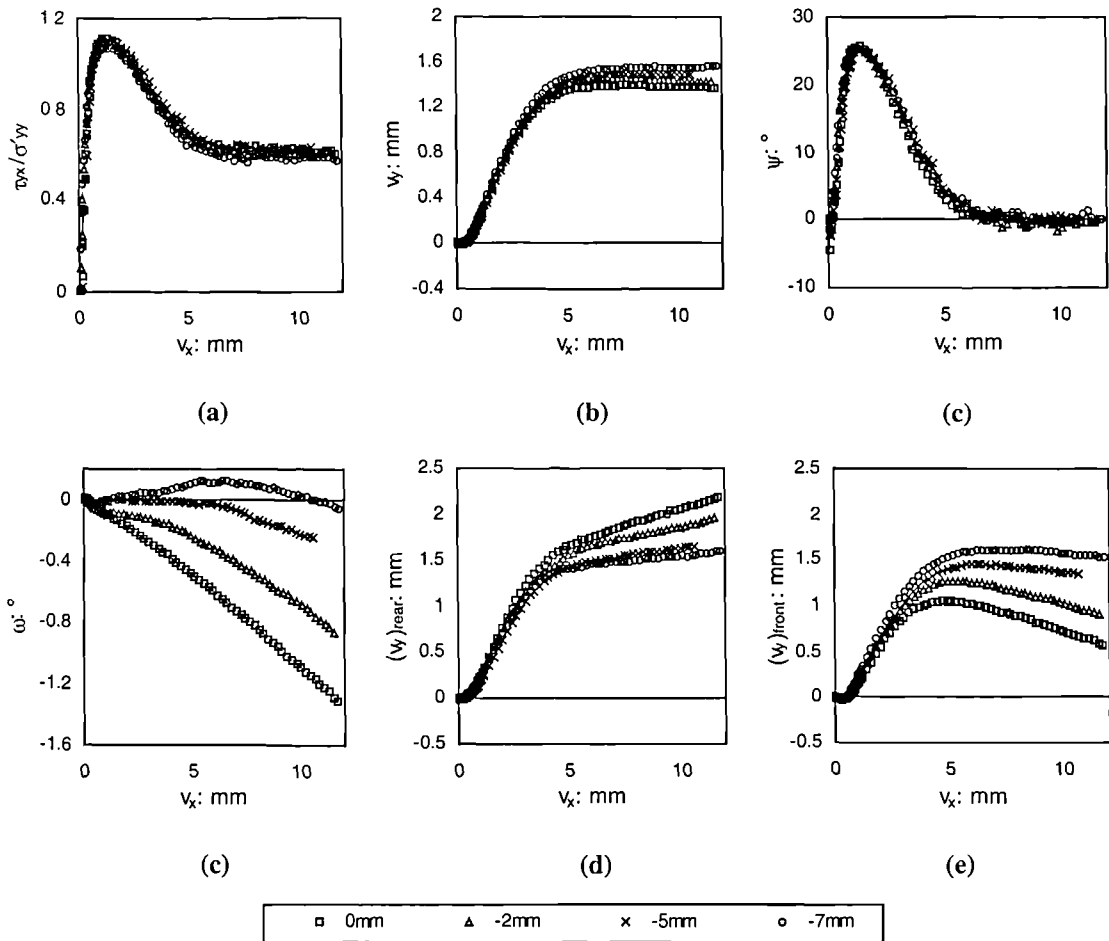 1.2
0.8
0.4
0
τyx/σ'yy
0 5 10
vx: mm
(a)
2
1.6
1.2
0.8
0.4
0
-0.4
vy: mm
0 5 10
vx: mm
(b)
30
20
10
0
-10
ψ: °
0 5 10
vx: mm
(c)
0
-0.4
-0.8
-1.2
-1.6
ω: °
0 5 10
vx: mm
(c)
2.5
2
1.5
1
0.5
0
-0.5
(vy)rear: mm
0 5 10
vx: mm
(d)
2.5
2
1.5
1
0.5
0
-0.5
(vy)front: mm
0 5 10
vx: mm
(e)
0mm -2mm -5mm -7mm